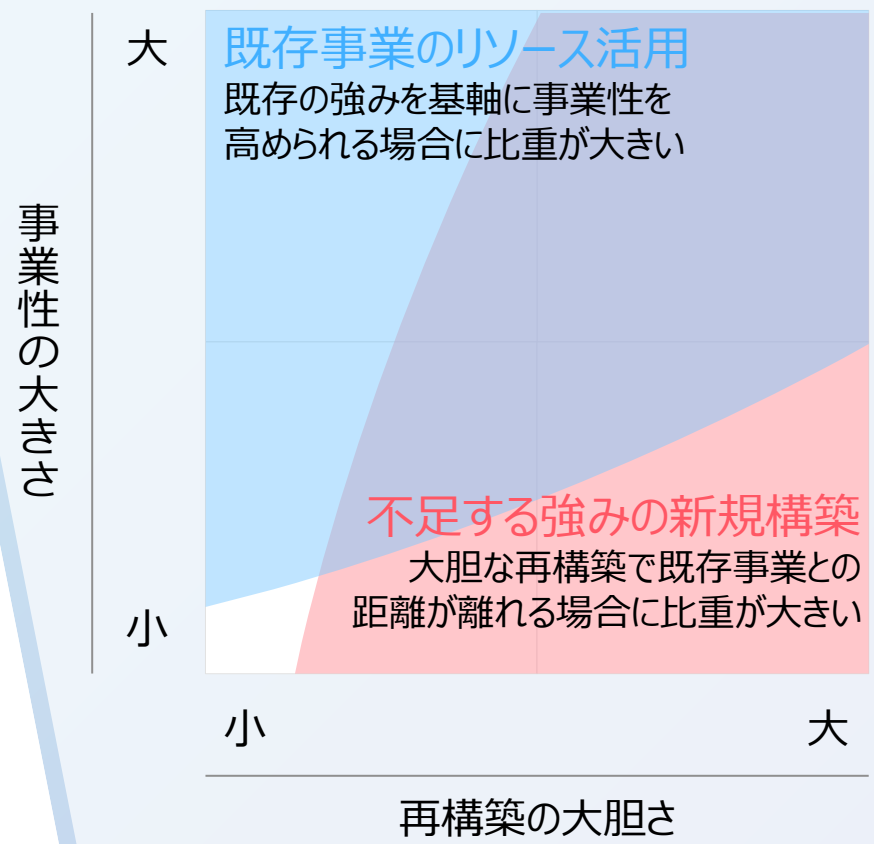 事業性の大きさ
大
小
既存事業のリソース活用
既存の強みを基軸に事業性を
高められる場合に比重が大きい
不足する強みの新規構築
大胆な再構築で既存事業との
距離が離れる場合に比重が大きい
小
大
再構築の大胆さ